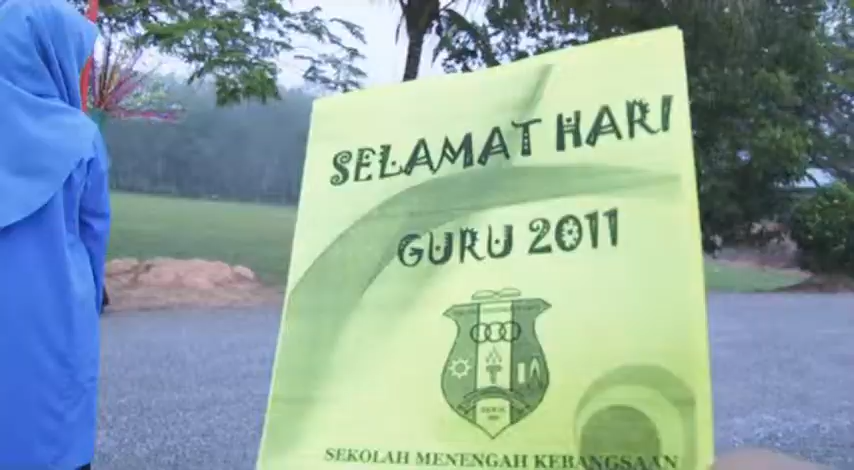 SELAMAT HARI
GURU 2011
SEKOLAH MENENGAH KEBANGSAAN